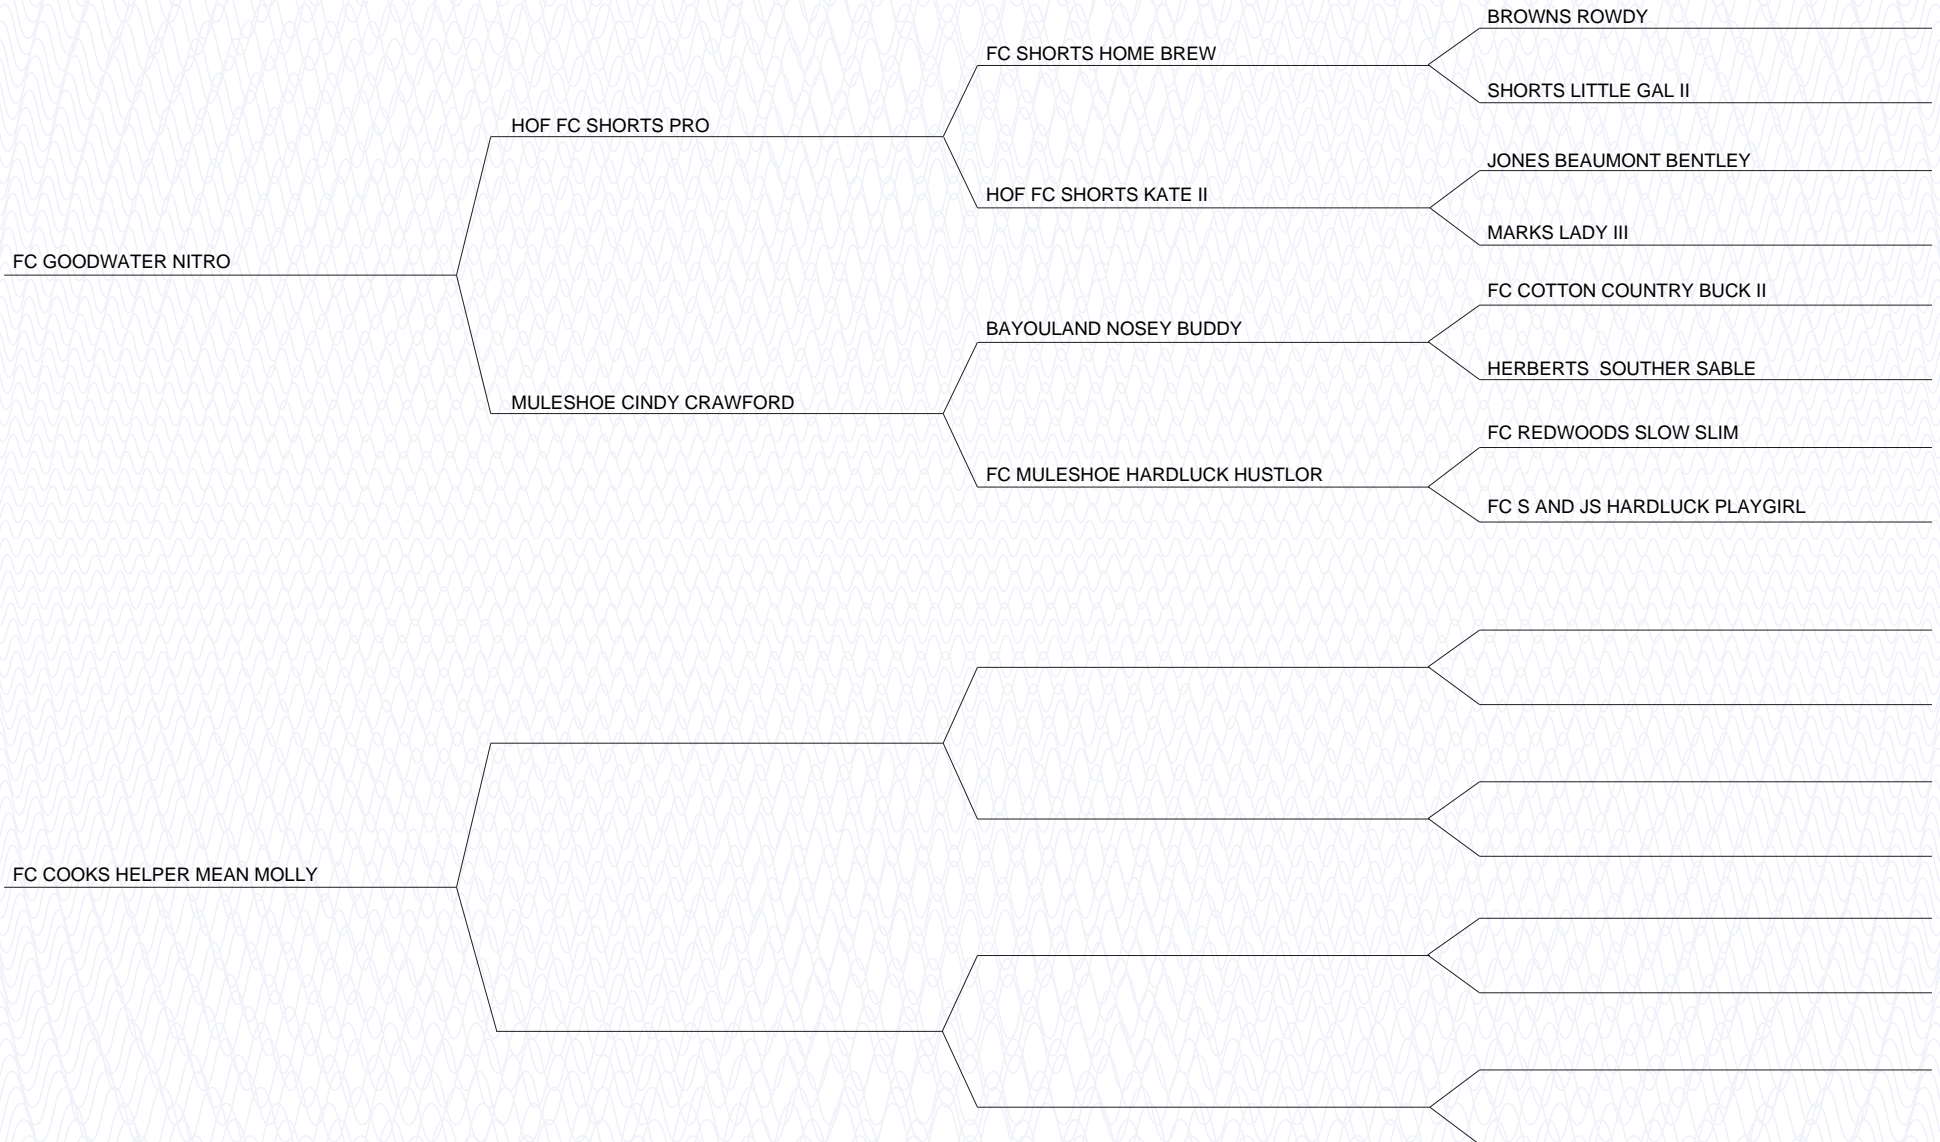 BROWNS ROWDY
FC SHORTS HOME BREW
SHORTS LITTLE GAL II
HOF FC SHORTS PRO
JONES BEAUMONT BENTLEY
HOF FC SHORTS KATE II
MARKS LADY III
FC GOODWATER NITRO
FC COTTON COUNTRY BUCK II
BAYOULAND NOSEY BUDDY
HERBERTS  SOUTHER SABLE
MULESHOE CINDY CRAWFORD
FC REDWOODS SLOW SLIM
FC MULESHOE HARDLUCK HUSTLOR
FC S AND JS HARDLUCK PLAYGIRL
FC COOKS HELPER MEAN MOLLY